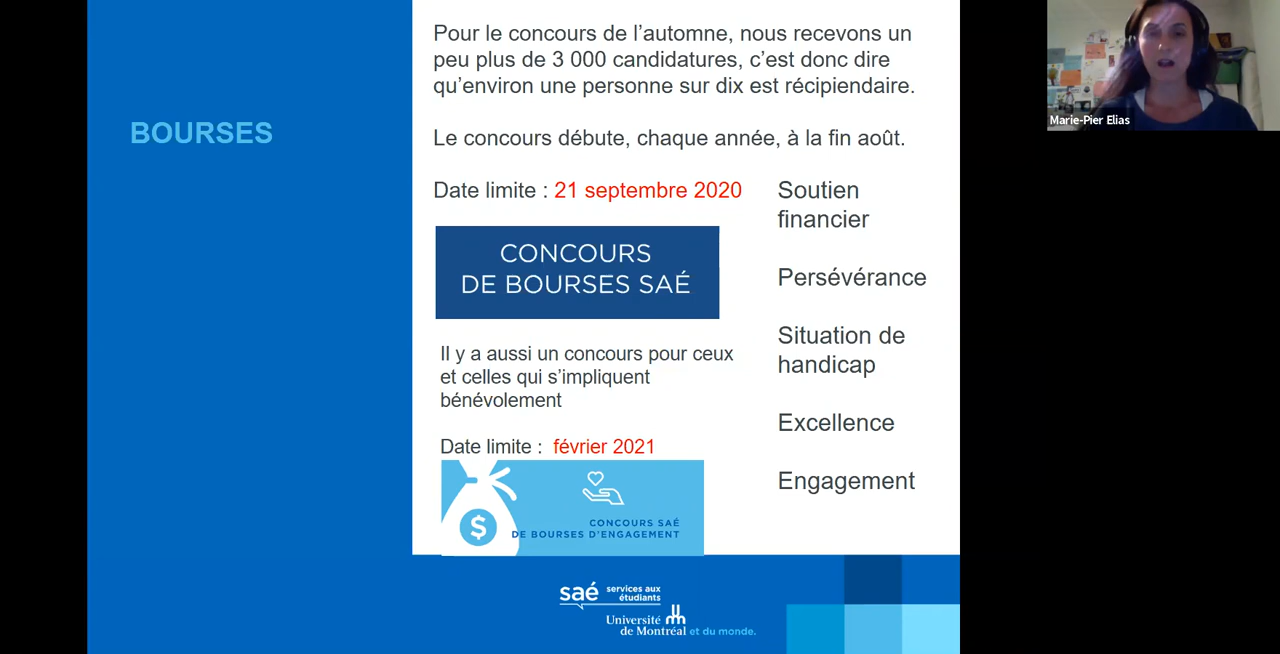 BOURSES
Pour le concours de l’automne, nous recevons un
peu plus de 3 000 candidatures, c’est donc dire
qu’environ une personne sur dix est récipiendaire.
Le concours débute, chaque année, à la fin août.
Date limite : 21 septembre 2020
CONCOURS
DE BOURSES SAÉ
Il y a aussi un concours pour ceux
et celles qui s’impliquent
bénévolement
Date limite : février 2021
$
CONCOURS SAÉ
DE BOURSES D’ENGAGEMENT
Soutien
financier
Persévérance
Situation de
handicap
Excellence
Engagement
saé services aux
étudiants
Université
de Montréal et du monde.
Marie-Pier Elias